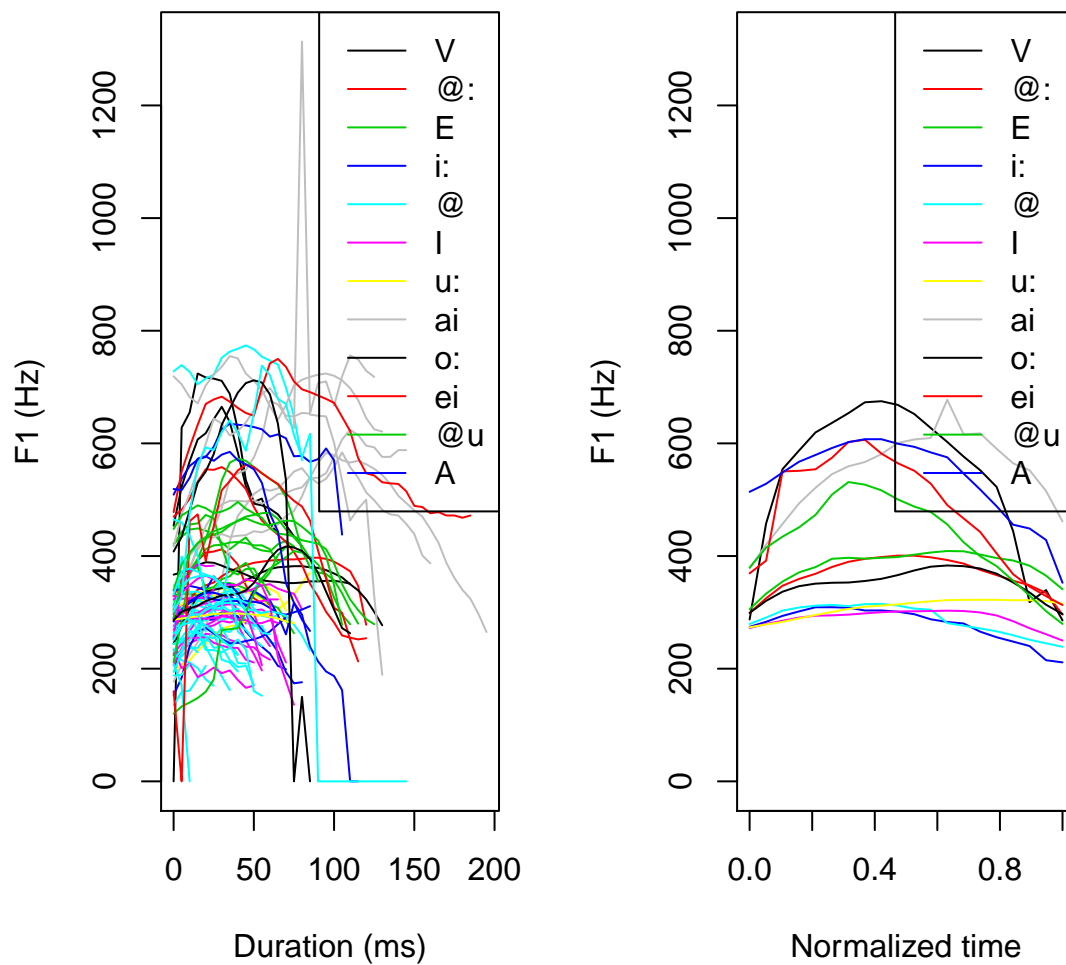 F1 (Hz)
0
200
400
600
800
1000
1200
V
@:
E
i:
@
I
u:
ai
o:
ei
@u
A
0
50
100
150
200
Duration (ms)
F1 (Hz)
0
200
400
600
800
1000
1200
V
@:
E
i:
@
I
u:
ai
o:
ei
@u
A
0.0
0.4
0.8
Normalized time